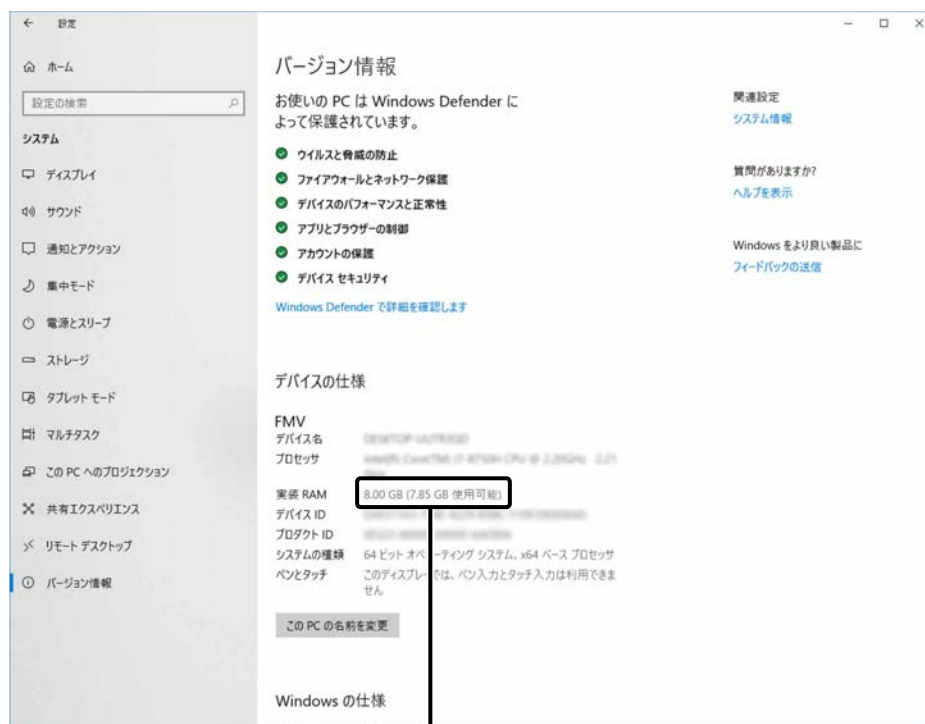 設定
ホーム
設定の検索
システム
ディスプレイ
サウンド
通知とアクション
集中モード
電源とスリープ
ストレージ
タブレット モード
マルチタスク
この PC へのプロジェクション
共有エクスペリエンス
リモート デスクトップ
バージョン情報
バージョン情報
お使いの PC は Windows Defender に
よって保護されています。
ウイルスと脅威の防止
ファイアウォールとネットワーク保護
デバイスのパフォーマンスと正常性
アプリとブラウザーの制御
アカウントの保護
デバイス セキュリティ
Windows Defender で詳細を確認します
デバイスの仕様
FMV
デバイス名
プロセッサ
実装 RAM 8.00 GB (7.85 GB 使用可能)
デバイス ID
プロダクト ID
システムの種類 64 ビット オペレーティング システム、x64 ベース プロセッサ
ペンとタッチ このディスプレイでは、ペン入力とタッチ入力は利用できま
せん
この PC の名前を変更
Windows の仕様
関連設定
システム情報
質問がありますか?
ヘルプを表示
Windows をより良い製品に
フィードバックの送信